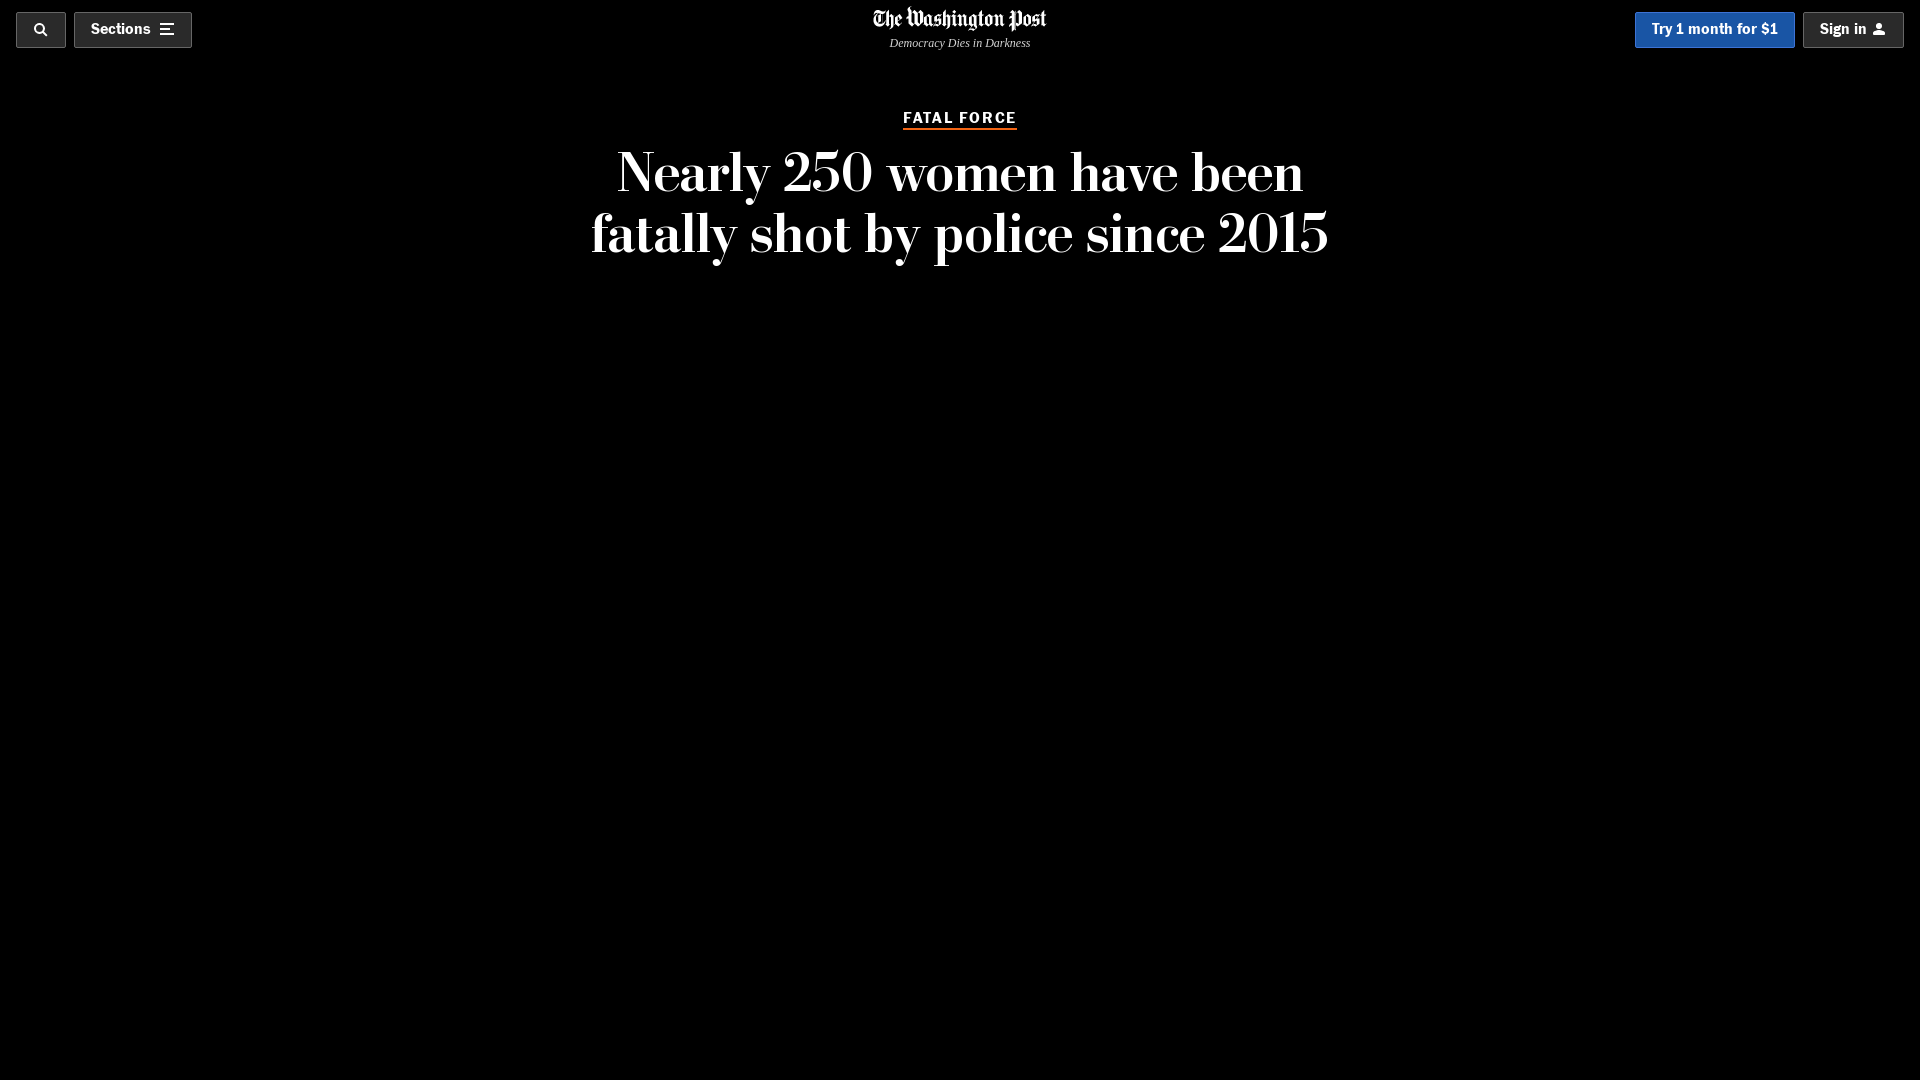 Sections
The Washington Post
Democracy Dies in Darkness
Try 1 month for $1
Sign in
FATAL FORCE
Nearly 250 women have been
fatally shot by police since 2015